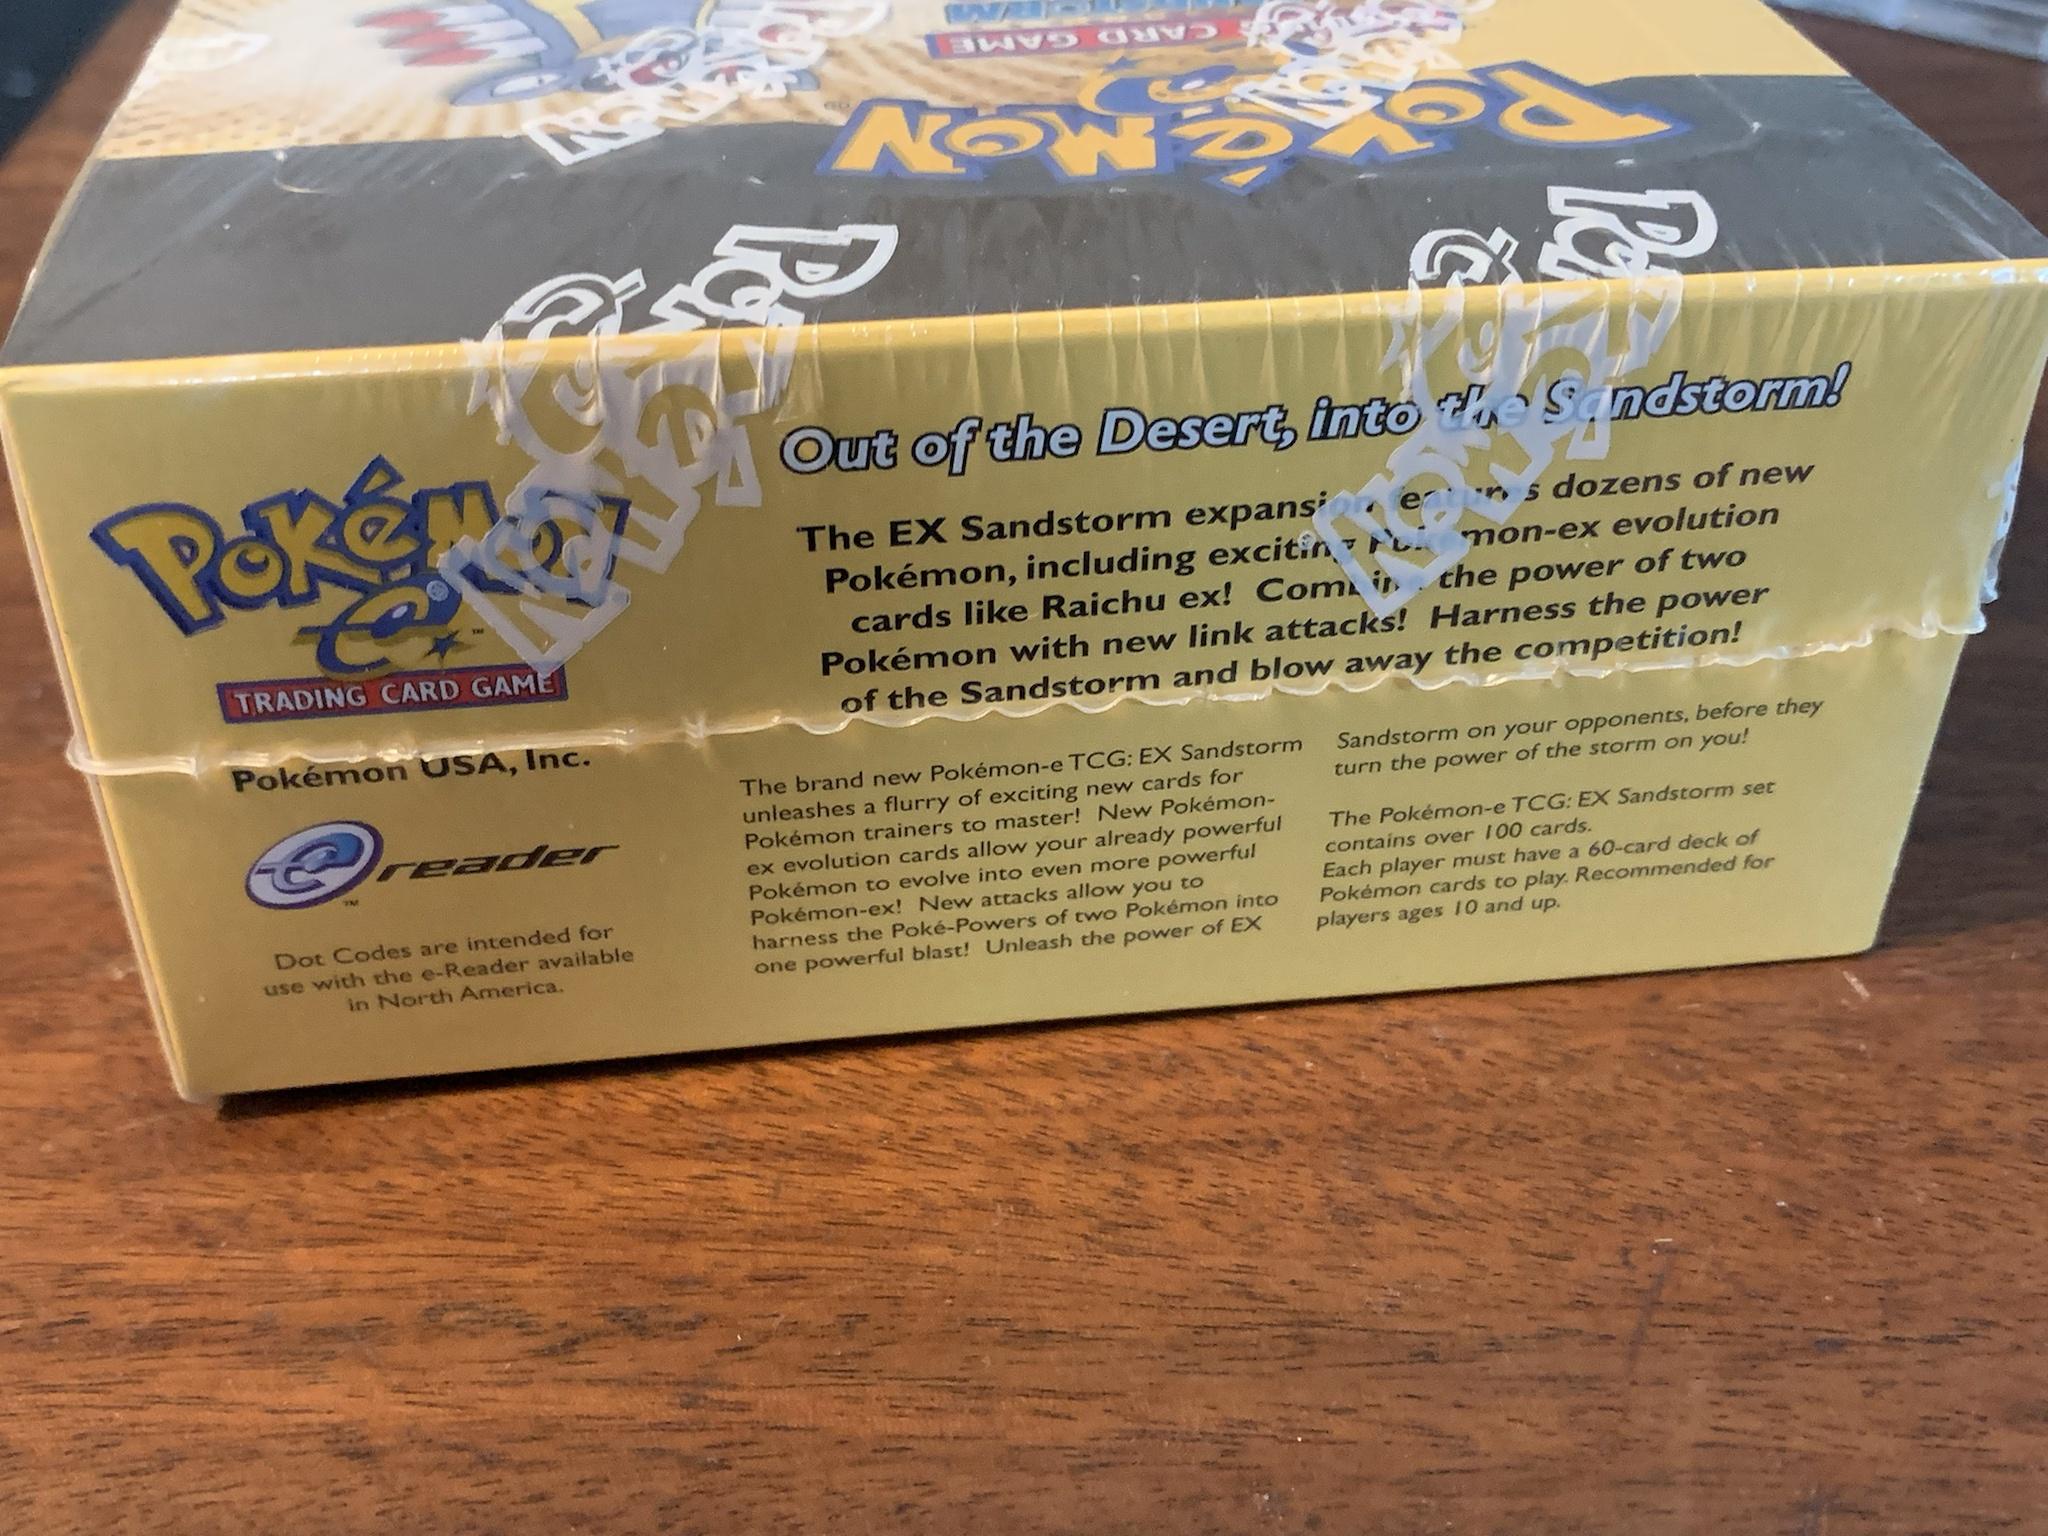 CARD GAME
POKéMON
Pokémon
TRADING CARD GAME
Pokémon USA, Inc.
e reader
Dot Codes are intended for
use with the e-Reader available
in North America.
Out of the Desert, into the Sandstorm!
The EX Sandstorm expansion features dozens of new
Pokémon, including exciting Pokémon-ex evolution
cards like Raichu ex! Combine the power of two
Pokémon with new link attacks! Harness the power
of the Sandstorm and blow away the competition!
The brand new Pokémon-e TCG: EX Sandstorm
unleashes a flurry of exciting new cards for
Pokémon trainers to master! New Pokémon-
ex evolution cards allow your already powerful
Pokémon to evolve into even more powerful
Pokémon-ex! New attacks allow you to
harness the Poké-Powers of two Pokémon into
one powerful blast! Unleash the power of EX
Sandstorm on your opponents, before they
turn the power of the storm on you!
The Pokémon-e TCG: EX Sandstorm set
contains over 100 cards.
Each player must have a 60-card deck of
Pokémon cards to play. Recommended for
players ages 10 and up.